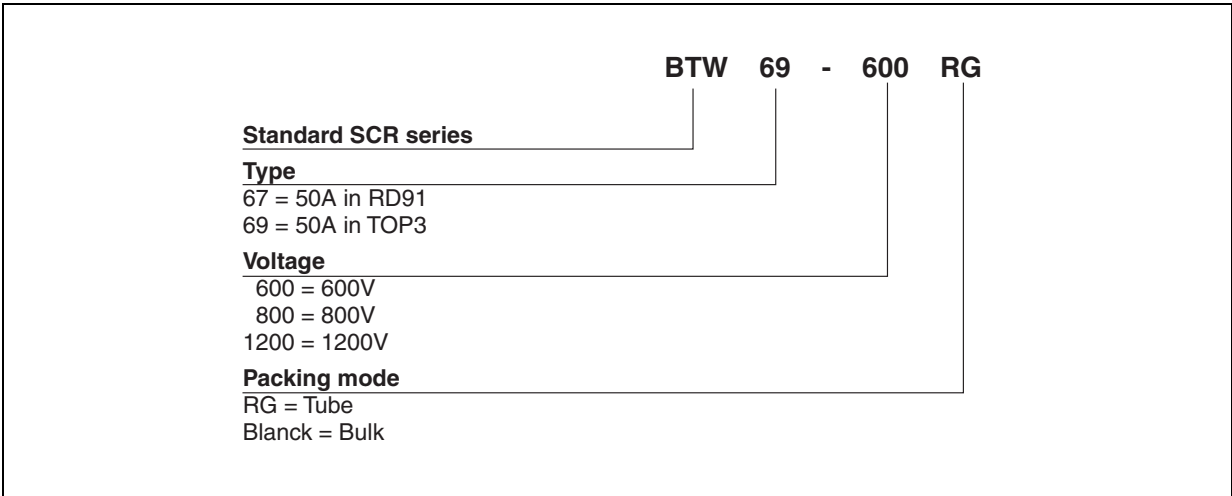 BTW 69 - 600 RG
Standard SCR series
Type
67 = 50A in RD91
69 = 50A in TOP3
Voltage
600 = 600V
800 = 800V
1200 = 1200V
Packing mode
RG = Tube
Blanck = Bulk